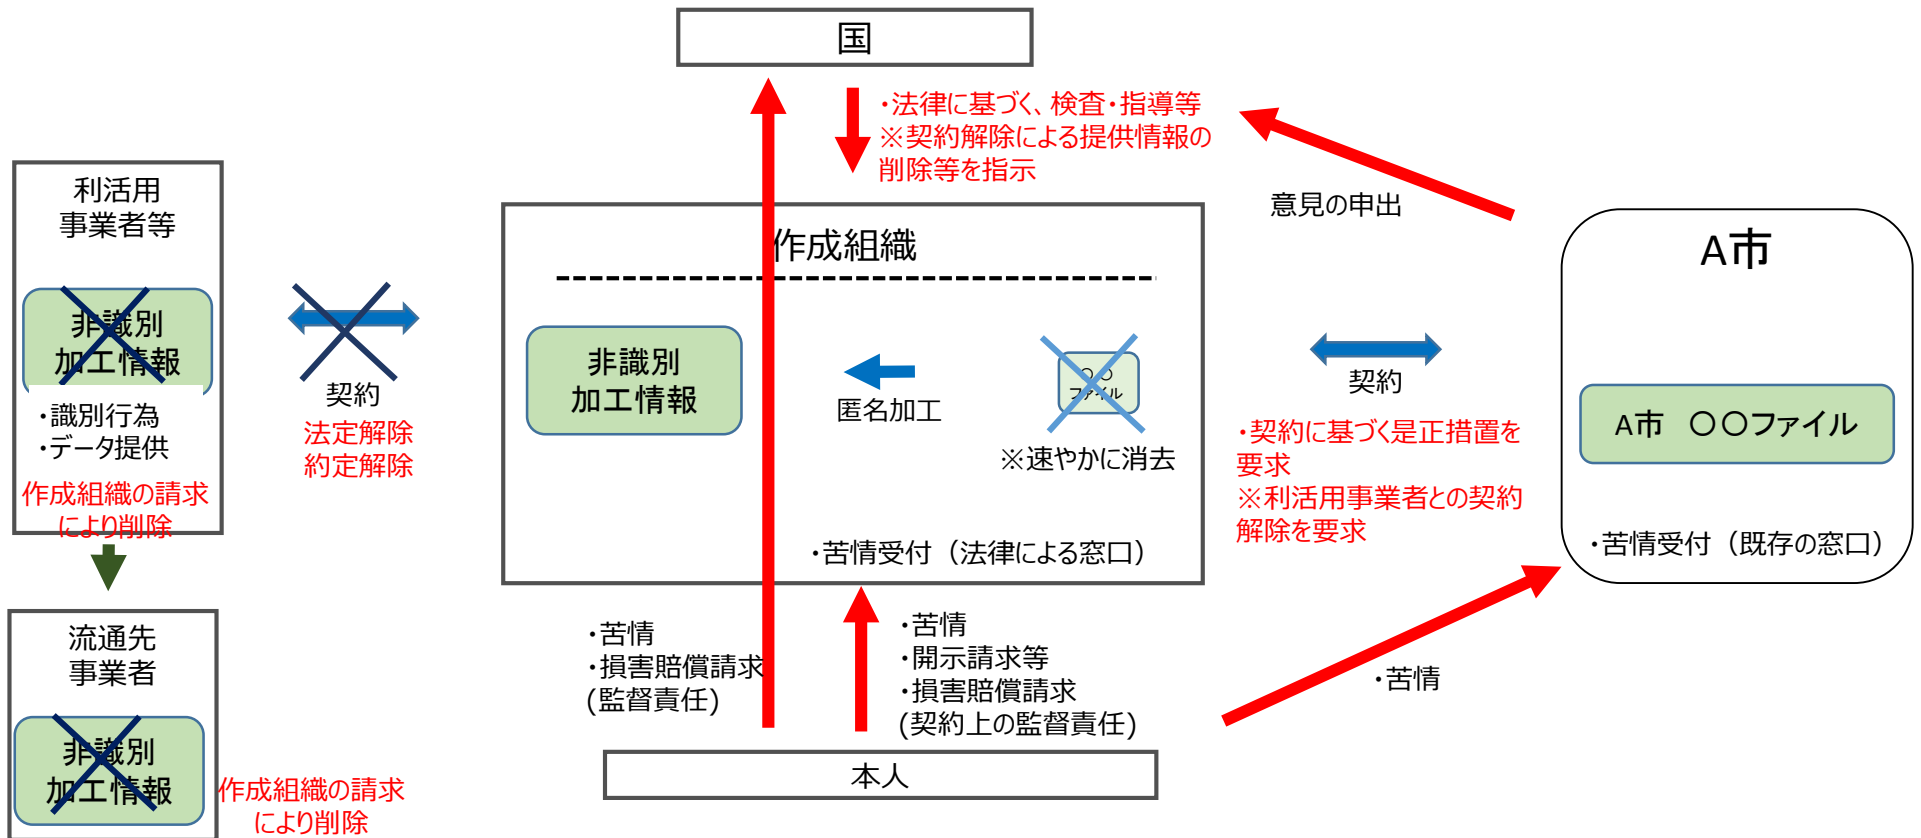 国
・法律に基づく、検査・指導等
※契約解除による提供情報の
削除等を指示
意見の申出
利活用
事業者等
非識別
加工情報
・識別行為
・データ提供
作成組織の請求
により削除
契約
法定解除
約定解除
作成組織
非識別
加工情報
匿名加工
〇〇
ファイル
※速やかに消去
・苦情受付（法律による窓口）
契約
・契約に基づく是正措置を
要求
※利活用事業者との契約
解除を要求
A市
A市　〇〇ファイル
・苦情受付（既存の窓口）
流通先
事業者
非識別
加工情報
作成組織の請求
により削除
・苦情
・損害賠償請求
(監督責任)
・苦情
・開示請求等
・損害賠償請求
(契約上の監督責任)
・苦情
本人